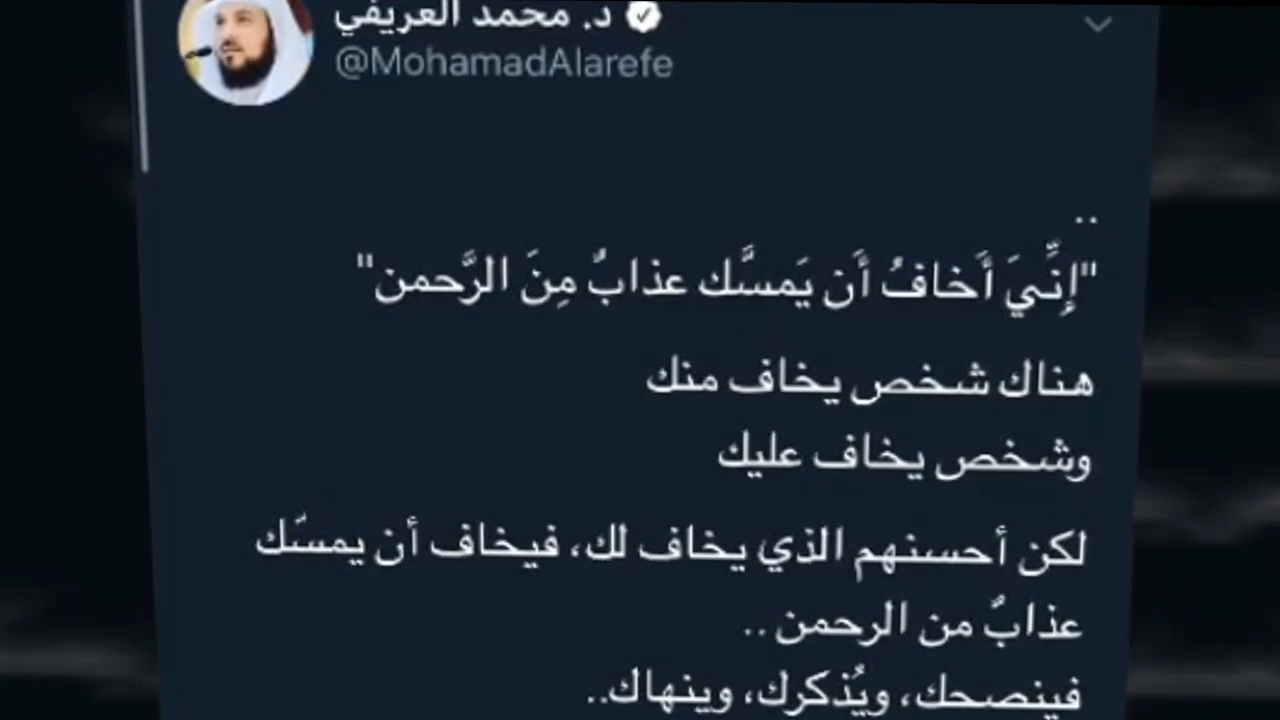 د. محمد العريفي
@MohamadAlarefe
..
"إِنِّيَ أَخافُ أَن يَمسَّك عذابٌ مِنَ الرَّحمن"
هناك شخص يخاف منك
وشخص يخاف عليك
لكن أحسنهم الذي يخاف لك، فيخاف أن يمسّك
عذابٌ من الرحمن ..
فينصحك، ويُذكرك، وينهاك..